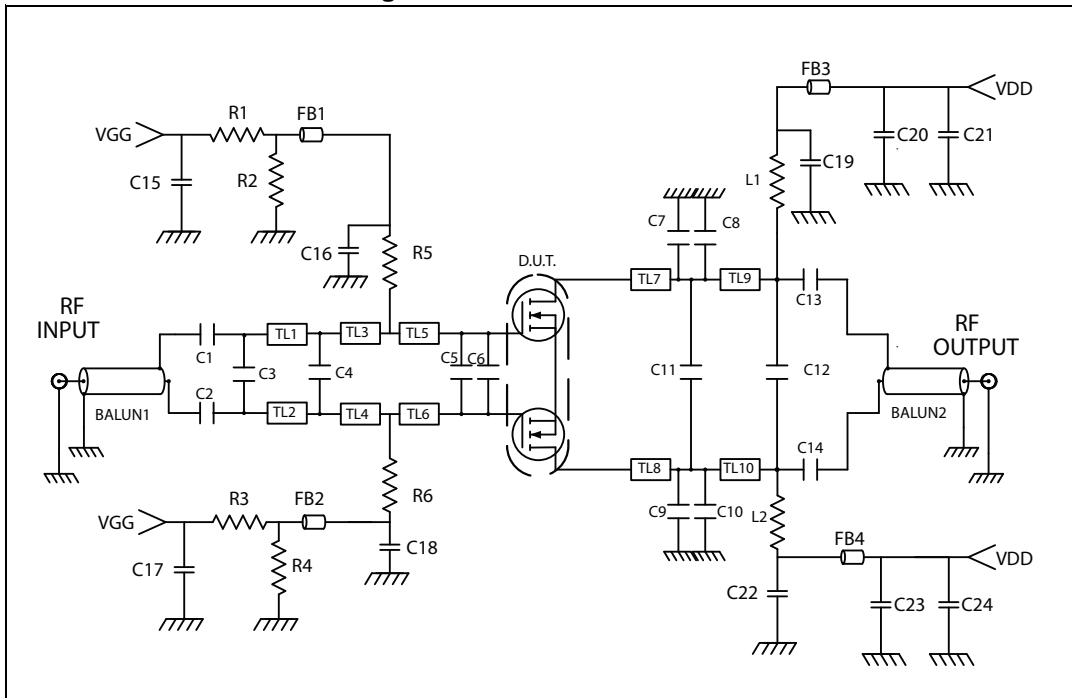 FB3
VDD
R1
FB1
VGG
C20
C21
C19
C15
R2
L1
C7
C8
C16
R5
D.U.T.
TL7
TL9
C13
RF
INPUT
TL1
TL3
TL5
RF
OUTPUT
C1
C3
C4
C5
C6
C11
C12
C2
BALUN1
BALUN2
TL2
TL4
TL6
C14
TL8
TL10
R3
FB2
R6
C9
C10
L2
VGG
FB4
VDD
C17
R4
C18
C22
C23
C24